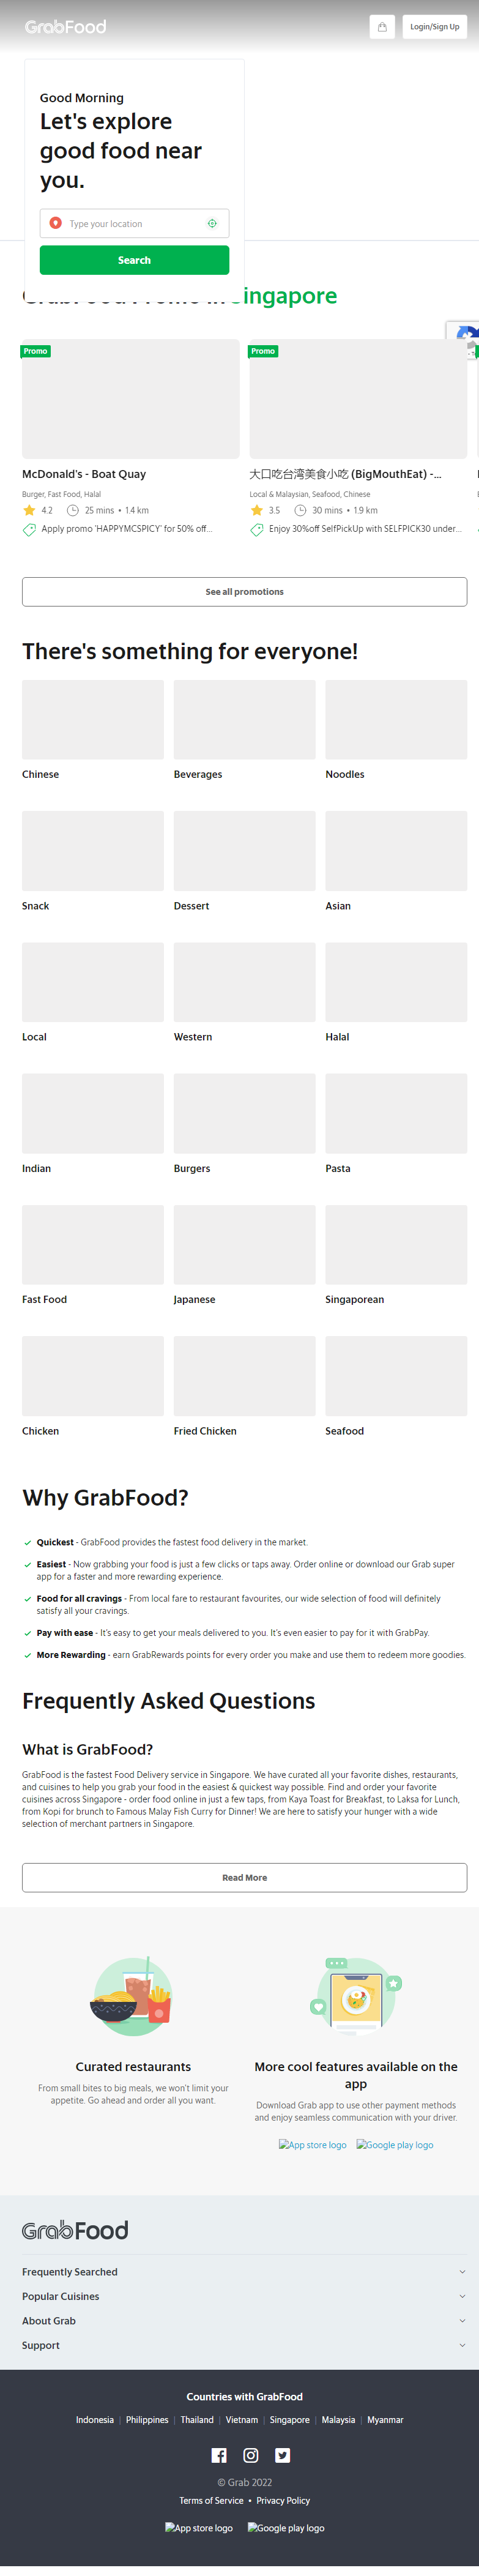 GrabFood
Login/Sign Up
Good Morning
Let's explore
good food near
you.
Type your location
Search
GrabFood Promo in Singapore
Promo
Promo
McDonald's - Boat Quay
大口吃台湾美食小吃 (BigMouthEat) -...
Burger, Fast Food, Halal
Local & Malaysian, Seafood, Chinese
4.2 25 mins • 1.4 km
3.5 30 mins • 1.9 km
Apply promo 'HAPPYMCSPICY' for 50% off...
Enjoy 30%off SelfPickUp with SELFPICK30 under...
See all promotions
There's something for everyone!
Chinese
Beverages
Noodles
Snack
Dessert
Asian
Local
Western
Halal
Indian
Burgers
Pasta
Fast Food
Japanese
Singaporean
Chicken
Fried Chicken
Seafood
Why GrabFood?
Quickest - GrabFood provides the fastest food delivery in the market.
Easiest - Now grabbing your food is just a few clicks or taps away. Order online or download our Grab super
app for a faster and more rewarding experience.
Food for all cravings - From local fare to restaurant favourites, our wide selection of food will definitely
satisfy all your cravings.
Pay with ease - It's easy to get your meals delivered to you. It's even easier to pay for it with GrabPay.
More Rewarding - earn GrabRewards points for every order you make and use them to redeem more goodies.
Frequently Asked Questions
What is GrabFood?
GrabFood is the fastest Food Delivery service in Singapore. We have curated all your favorite dishes, restaurants,
and cuisines to help you grab your food in the easiest & quickest way possible. Find and order your favorite
cuisines across Singapore - order food online in just a few taps, from Kaya Toast for Breakfast, to Laksa for Lunch,
from Kopi for brunch to Famous Malay Fish Curry for Dinner! We are here to satisfy your hunger with a wide
selection of merchant partners in Singapore.
Read More
Curated restaurants
From small bites to big meals, we won't limit your
appetite. Go ahead and order all you want.
More cool features available on the
app
Download Grab app to use other payment methods
and enjoy seamless communication with your driver.
App store logo
Google play logo
GrabFood
Frequently Searched
Popular Cuisines
About Grab
Support
Countries with GrabFood
Indonesia | Philippines | Thailand | Vietnam | Singapore | Malaysia | Myanmar
© Grab 2022
Terms of Service • Privacy Policy
App store logo
Google play logo